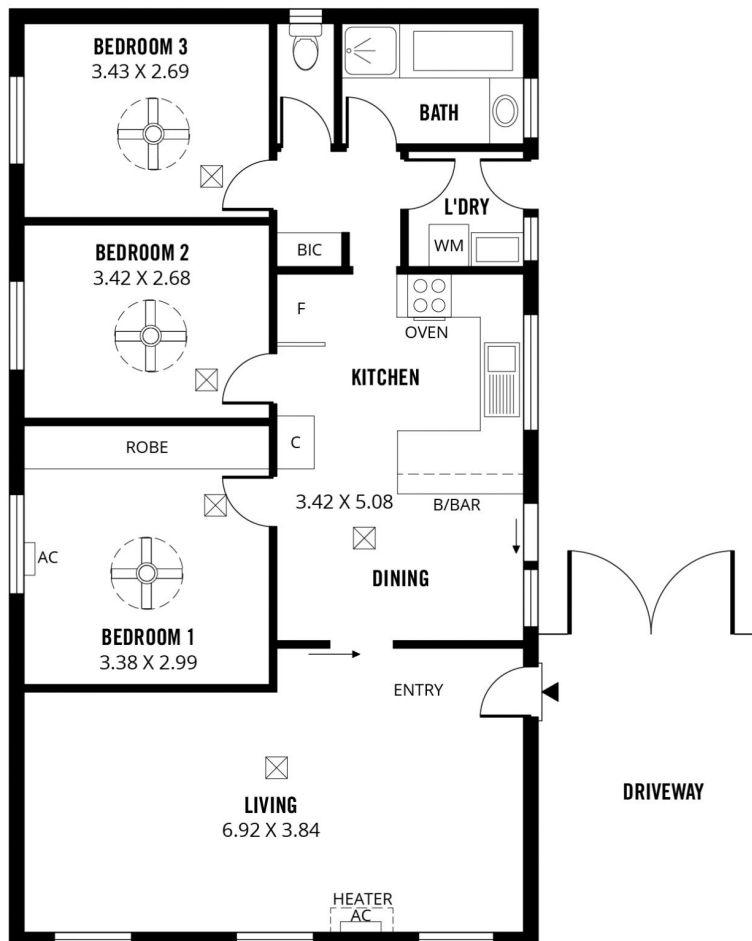 BEDROOM 3
3.43 X 2.69
BATH
L'DRY
WM
BIC
BEDROOM 2
3.42 X 2.68
F
OVEN
KITCHEN
ROBE
C
3.42 X 5.08
B/BAR
AC
DINING
BEDROOM 1
3.38 X 2.99
ENTRY
LIVING
6.92 X 3.84
DRIVEWAY
HEATER
AC